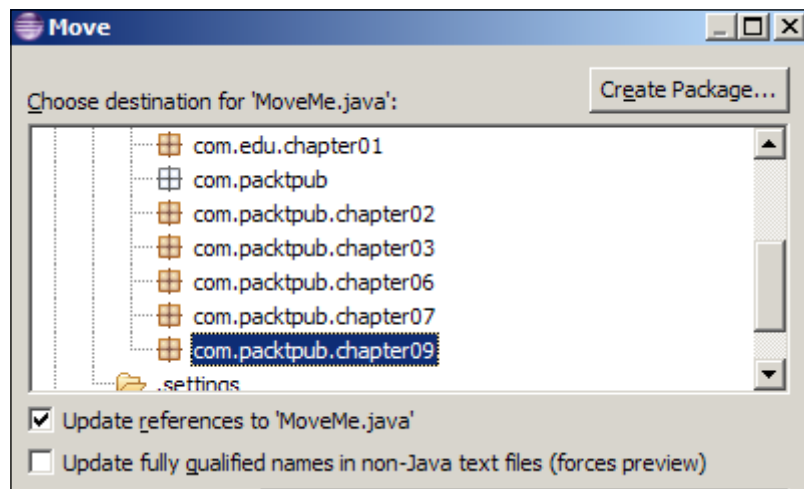 Move
Create Package...
Choose destination for 'MoveMe.java':
com.edu.chapter01
com.packtpub
com.packtpub.chapter02
com.packtpub.chapter03
com.packtpub.chapter06
com.packtpub.chapter07
com.packtpub.chapter09
.settings
Update references to 'MoveMe.java'
Update fully qualified names in non-Java text files (forces preview)